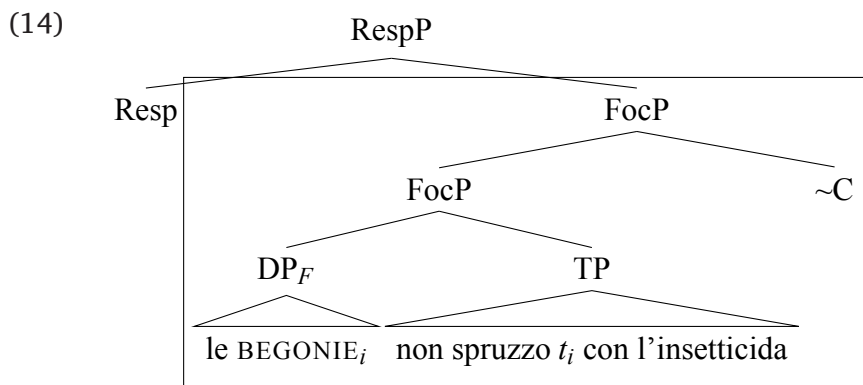 (14)
RespP
Resp FocP
FocP ~C
DP_F TP
le BEGONIE_i non spruzzo t_i con l’insetticida